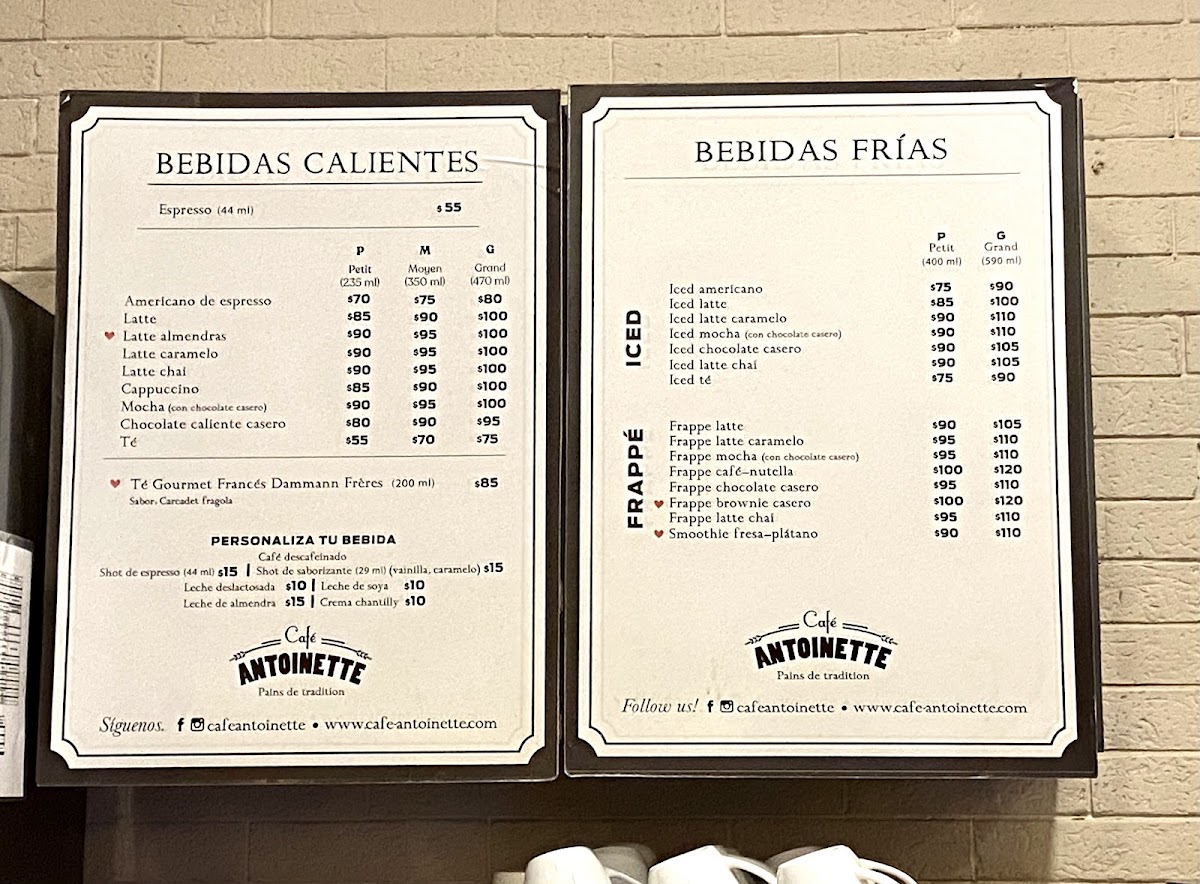 BEBIDAS CALIENTES
Espresso (44 ml) $55
P M G
Petit Moyen Grand
(235 ml) (350 ml) (470 ml)
Americano de espresso $70 $75 $80
Latte $85 $90 $100
Latte almendras $90 $95 $100
Latte caramelo $90 $95 $100
Latte chai $90 $95 $100
Cappuccino $85 $90 $100
Mocha (con chocolate casero) $90 $95 $100
Chocolate caliente casero $80 $90 $95
Té $55 $70 $75
Té Gourmet Francés Dammann Frères (200 ml) $85
Sabor: Carcadet fragola
PERSONALIZA TU BEBIDA
Café descafeinado
Shot de espresso (44 ml) $15 | Shot de saborizante (29 ml) (vainilla, caramelo) $15
Leche deslactosada $10 | Leche de soya $10
Leche de almendra $15 | Crema chantilly $10
Café
ANTOINETTE
Pains de tradition
Síguenos. f cafeantoinette • www.cafe-antoinette.com
BEBIDAS FRÍAS
P G
Petit Grand
(400 ml) (590 ml)
ICED
Iced americano $75 $90
Iced latte $85 $100
Iced latte caramelo $90 $110
Iced mocha (con chocolate casero) $90 $110
Iced chocolate casero $90 $105
Iced latte chai $90 $105
Iced té $75 $90
FRAPPÉ
Frappe latte $90 $105
Frappe latte caramelo $95 $110
Frappe mocha (con chocolate casero) $95 $110
Frappe café-nutella $100 $120
Frappe chocolate casero $95 $110
Frappe brownie casero $100 $120
Frappe latte chai $95 $110
Smoothie fresa-plátano $90 $110
Café
ANTOINETTE
Pains de tradition
Follow us! f cafeantoinette • www.cafe-antoinette.com